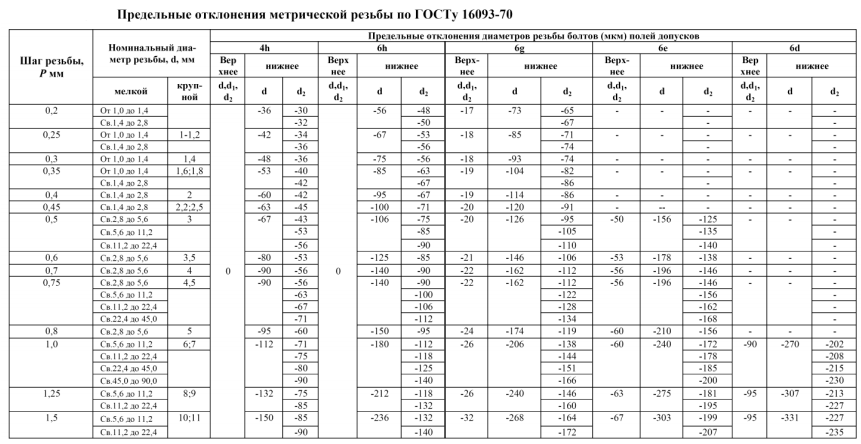 Предельные отклонения метрической резьбы по ГОСТу 16093-70
Шаг резьбы, P мм | Номинальный диаметр резьбы, d, мм | Предельные отклонения диаметров резьбы болтов (мкм) полей допусков
4h | 6h | 6g | 6e | 6d
Верхнее | нижнее | Верхнее | нижнее | Верхнее | нижнее | Верхнее | нижнее | Верхнее | нижнее
мелкой | крупной | d,d₁, d₂ | d | d₂ | d,d₁, d₂ | d | d₂ | d,d₁, d₂ | d | d₂ | d,d₁, d₂ | d | d₂ | d,d₁, d₂ | d | d₂
0,2 | От 1,0 до 1,4 | -36 | -30 | -56 | -48 | -17 | -73 | -65 | - | - | - | - | - | -
Св.1,4 до 2,8 | -32 | -50 | -67 | - | -
0,25 | От 1,0 до 1,4 | 1-1,2 | -42 | -34 | -67 | -53 | -18 | -85 | -71 | - | - | - | - | - | -
Св.1,4 до 2,8 | -36 | -56 | -74 | - | -
0,3 | От 1,0 до 1,4 | 1,4 | -48 | -36 | -75 | -56 | -18 | -93 | -74 | - | - | - | - | - | -
0,35 | От 1,0 до 1,4 | 1,6;1,8 | -53 | -40 | -85 | -63 | -19 | -104 | -82 | - | - | - | - | - | -
Св.1,4 до 2,8 | -42 | -67 | -86 | - | -
0,4 | Св.1,4 до 2,8 | 2 | -60 | -42 | -95 | -67 | -19 | -114 | -86 | - | - | - | - | - | -
0,45 | Св.1,4 до 2,8 | 2,2;2,5 | -63 | -45 | -100 | -71 | -20 | -120 | -91 | - | -- | - | - | - | -
0,5 | Св.2,8 до 5,6 | 3 | -67 | -43 | -106 | -75 | -20 | -126 | -95 | -50 | -156 | -125 | - | - | -
Св.5,6 до 11,2 | -53 | -85 | -105 | -135 | -
Св.11,2 до 22,4 | -56 | -90 | -110 | -140 | -
0,6 | Св.2,8 до 5,6 | 3,5 | -80 | -53 | -125 | -85 | -21 | -146 | -106 | -53 | -178 | -138 | - | - | -
0,7 | Св.2,8 до 5,6 | 4 | 0 | -90 | -56 | 0 | -140 | -90 | -22 | -162 | -112 | -56 | -196 | -146 | - | - | -
0,75 | Св.2,8 до 5,6 | 4,5 | -90 | -56 | -140 | -90 | -22 | -162 | -112 | -56 | -196 | -146 | - | - | -
Св.5,6 до 11,2 | -63 | -100 | -122 | -156 | -
Св.11,2 до 22,4 | -67 | -106 | -128 | -162 | -
Св.22,4 до 45,0 | -71 | -112 | -134 | -168 | -
0,8 | Св.2,8 до 5,6 | 5 | -95 | -60 | -150 | -95 | -24 | -174 | -119 | -60 | -210 | -156 | - | - | -
1,0 | Св.5,6 до 11,2 | 6;7 | -112 | -71 | -180 | -112 | -26 | -206 | -138 | -60 | -240 | -172 | -90 | -270 | -202
Св.11,2 до 22,4 | -75 | -118 | -144 | -178 | -208
Св.22,4 до 45,0 | -80 | -125 | -151 | -185 | -215
Св.45,0 до 90,0 | -90 | -140 | -166 | -200 | -230
1,25 | Св.5,6 до 11,2 | 8;9 | -132 | -75 | -212 | -118 | -26 | -240 | -146 | -63 | -275 | -181 | -95 | -307 | -213
Св.11,2 до 22,4 | -85 | -132 | -160 | -195 | -227
1,5 | Св.5,6 до 11,2 | 10;11 | -150 | -85 | -236 | -132 | -32 | -268 | -164 | -67 | -303 | -199 | -95 | -331 | -227
Св.11,2 до 22,4 | -90 | -140 | -172 | -207 | -235